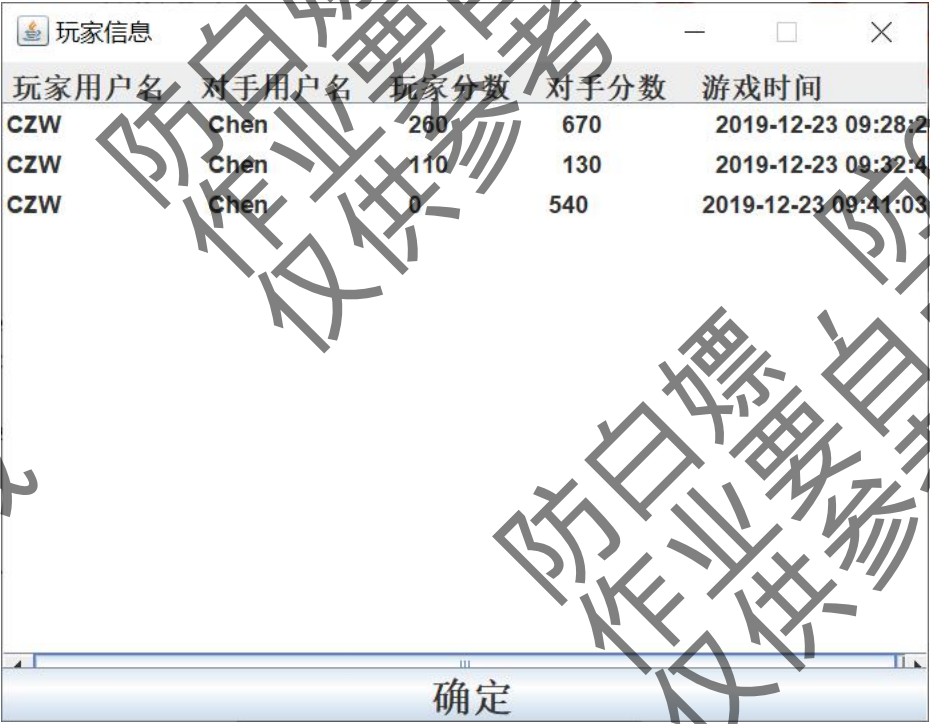 玩家信息
玩家用户名 对手用户名 玩家分数 对手分数 游戏时间
CZW Chen 260 670 2019-12-23 09:28:2
CZW Chen 110 130 2019-12-23 09:32:4
CZW Chen 0 540 2019-12-23 09:41:03
确定
防白嫖
作业要自
仅供参考
防白嫖
作业要自
仅供参考
防